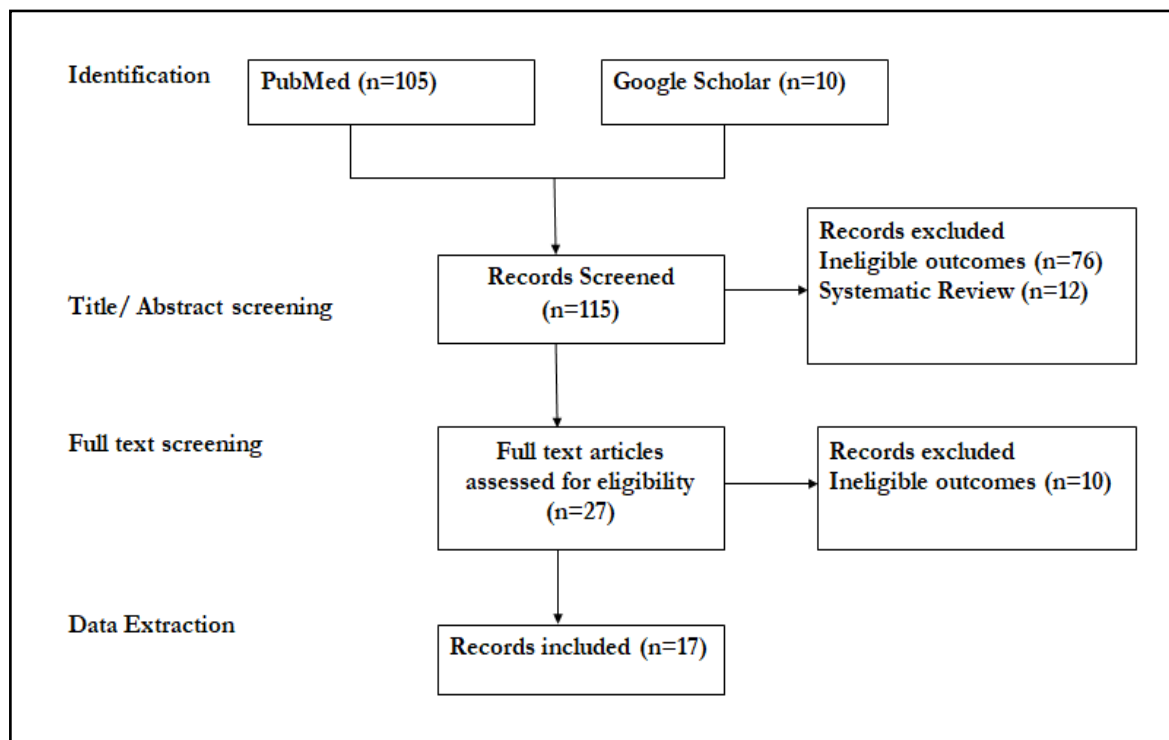 Identification
PubMed (n=105)
Google Scholar (n=10)
Records excluded
Ineligible outcomes (n=76)
Systematic Review (n=12)
Records Screened
(n=115)
Title/ Abstract screening
Full text screening
Full text articles
assessed for eligibility
(n=27)
Records excluded
Ineligible outcomes (n=10)
Data Extraction
Records included (n=17)